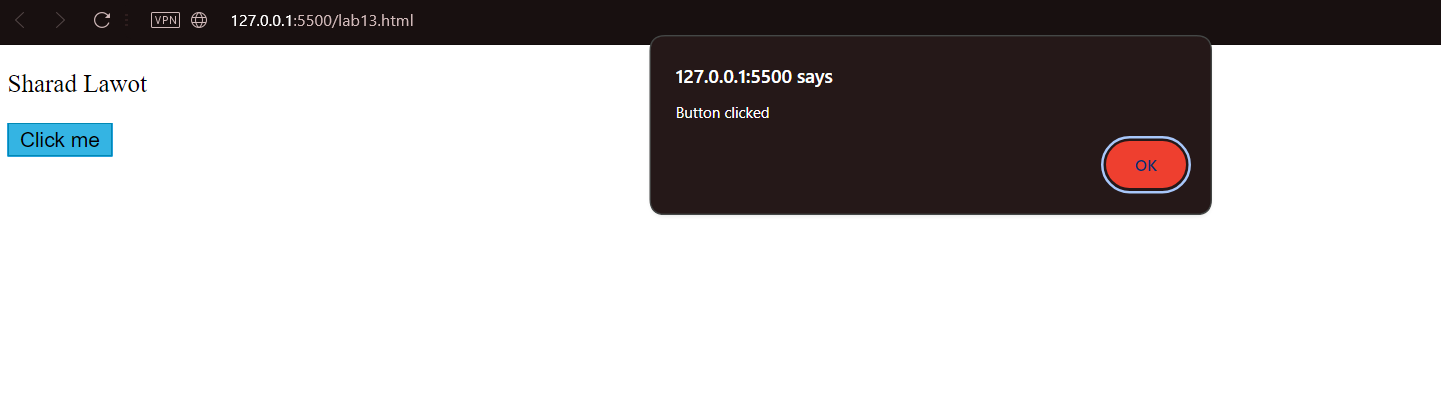 VPN 127.0.0.1:5500/lab13.html
127.0.0.1:5500 says
Button clicked
OK
Sharad Lawot
Click me